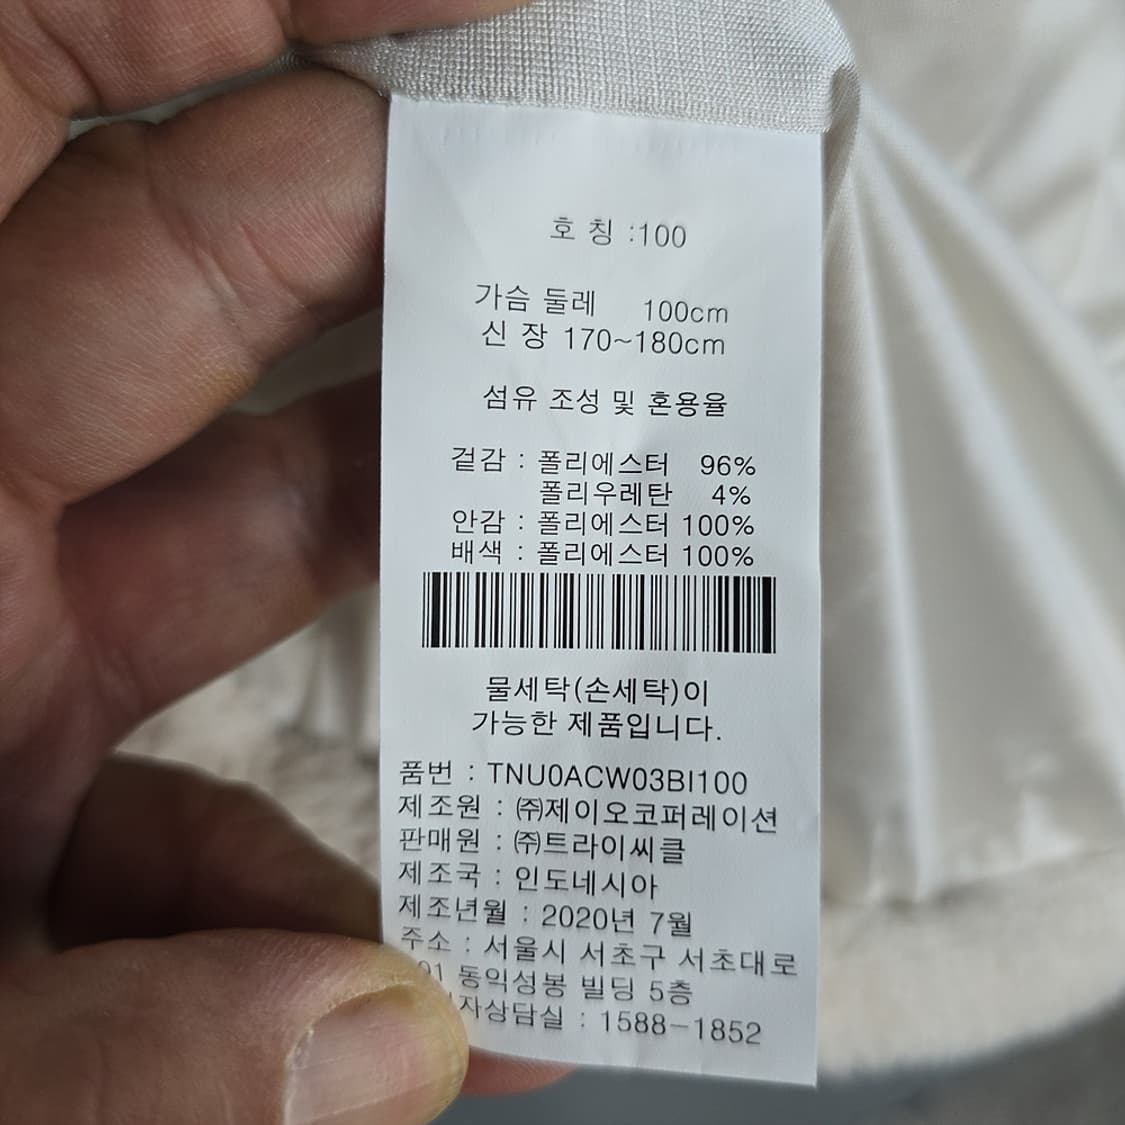 호 칭 :100
가슴 둘레 100cm
신 장 170~180cm
섬유 조성 및 혼용율
겉감 : 폴리에스터 96%
폴리우레탄 4%
안감 : 폴리에스터 100%
배색 : 폴리에스터 100%
물세탁(손세탁)이
가능한 제품입니다.
품번 : TNU0ACW03BI100
제조원 : ㈜제이오코퍼레이션
판매원 : ㈜트라이씨클
제조국 : 인도네시아
제조년월 : 2020년 7월
주소 : 서울시 서초구 서초대로
동익성봉 빌딩 5층
자상담실 : 1588-1852